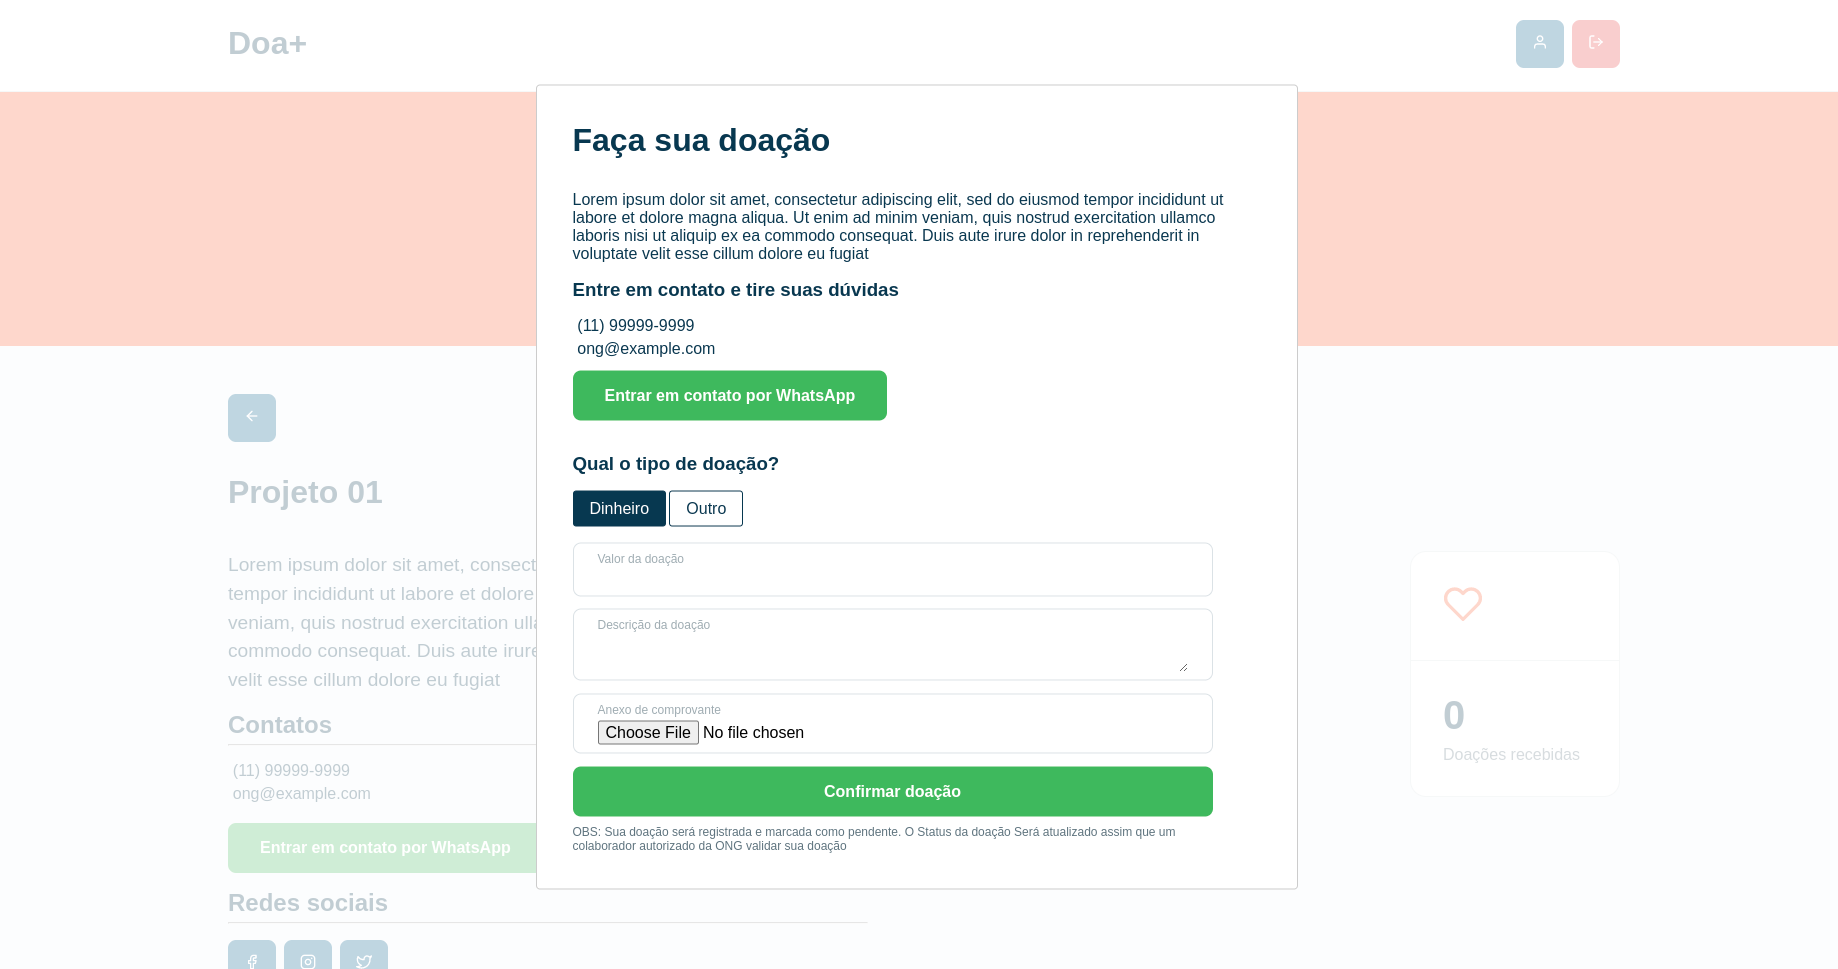 Doa+
Faça sua doação
Lorem ipsum dolor sit amet, consectetur adipiscing elit, sed do eiusmod tempor incididunt ut
labore et dolore magna aliqua. Ut enim ad minim veniam, quis nostrud exercitation ullamco
laboris nisi ut aliquip ex ea commodo consequat. Duis aute irure dolor in reprehenderit in
voluptate velit esse cillum dolore eu fugiat
Entre em contato e tire suas dúvidas
(11) 99999-9999
ong@example.com
Entrar em contato por WhatsApp
Qual o tipo de doação?
Dinheiro Outro
Valor da doação
Descrição da doação
Anexo de comprovante
Choose File No file chosen
Confirmar doação
OBS: Sua doação será registrada e marcada como pendente. O Status da doação Será atualizado assim que um
colaborador autorizado da ONG validar sua doação
Projeto 01
Lorem ipsum dolor sit amet, consect
tempor incididunt ut labore et dolore
veniam, quis nostrud exercitation ulla
commodo consequat. Duis aute irure
velit esse cillum dolore eu fugiat
Contatos
(11) 99999-9999
ong@example.com
Entrar em contato por WhatsApp
Redes sociais
0
Doações recebidas